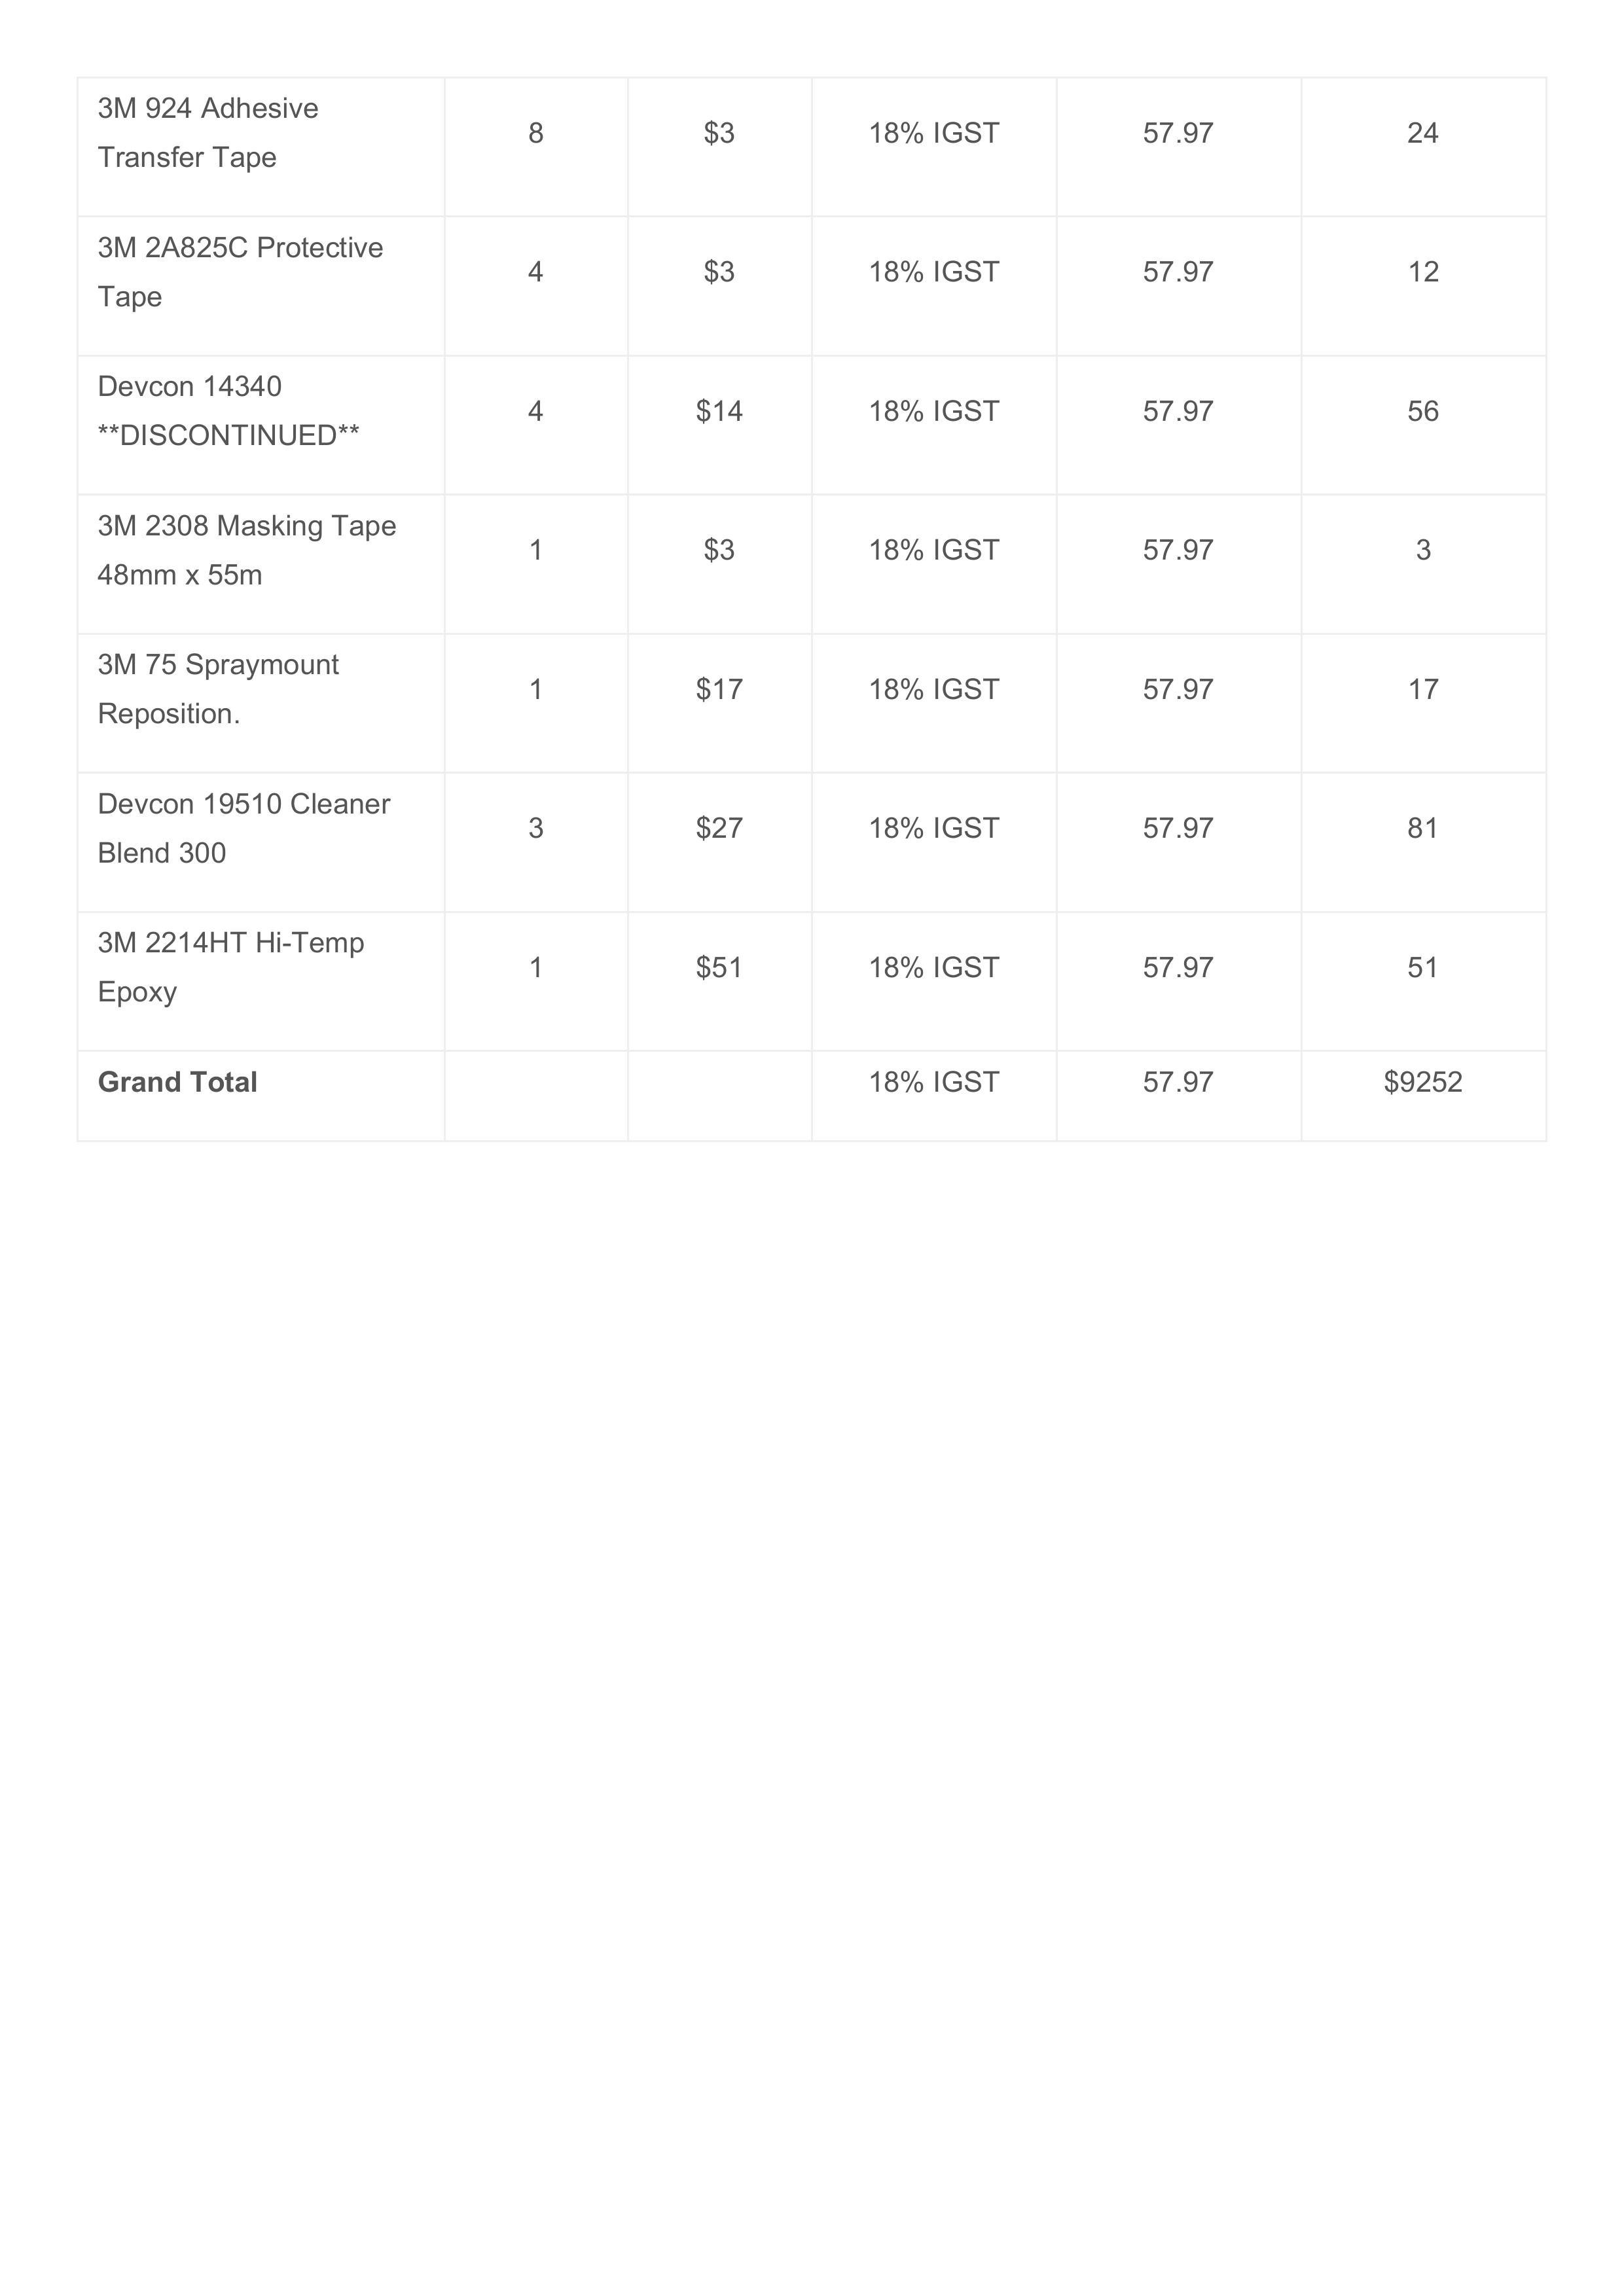 3M 924 Adhesive
Transfer Tape
8
$3
18% IGST
57.97
24
3M 2A825C Protective
Tape
4
$3
18% IGST
57.97
12
Devcon 14340
**DISCONTINUED**
4
$14
18% IGST
57.97
56
3M 2308 Masking Tape
48mm x 55m
1
$3
18% IGST
57.97
3
3M 75 Spraymount
Reposition.
1
$17
18% IGST
57.97
17
Devcon 19510 Cleaner
Blend 300
3
$27
18% IGST
57.97
81
3M 2214HT Hi-Temp
Epoxy
1
$51
18% IGST
57.97
51
Grand Total
18% IGST
57.97
$9252